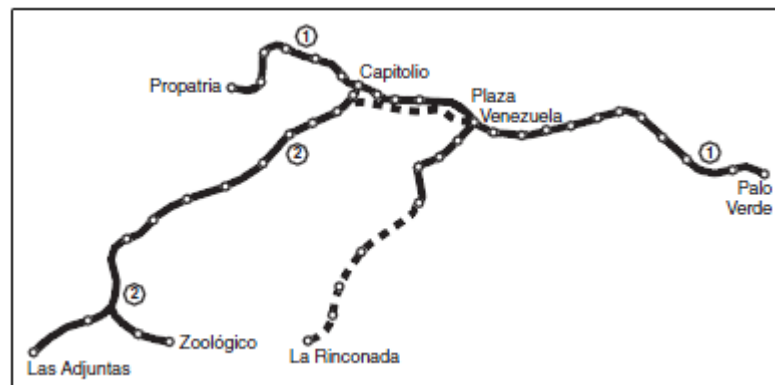 1
Propatria
Capitolio
Plaza
Venezuela
2
1
Palo
Verde
2
Zoológico
Las Adjuntas
La Rinconada